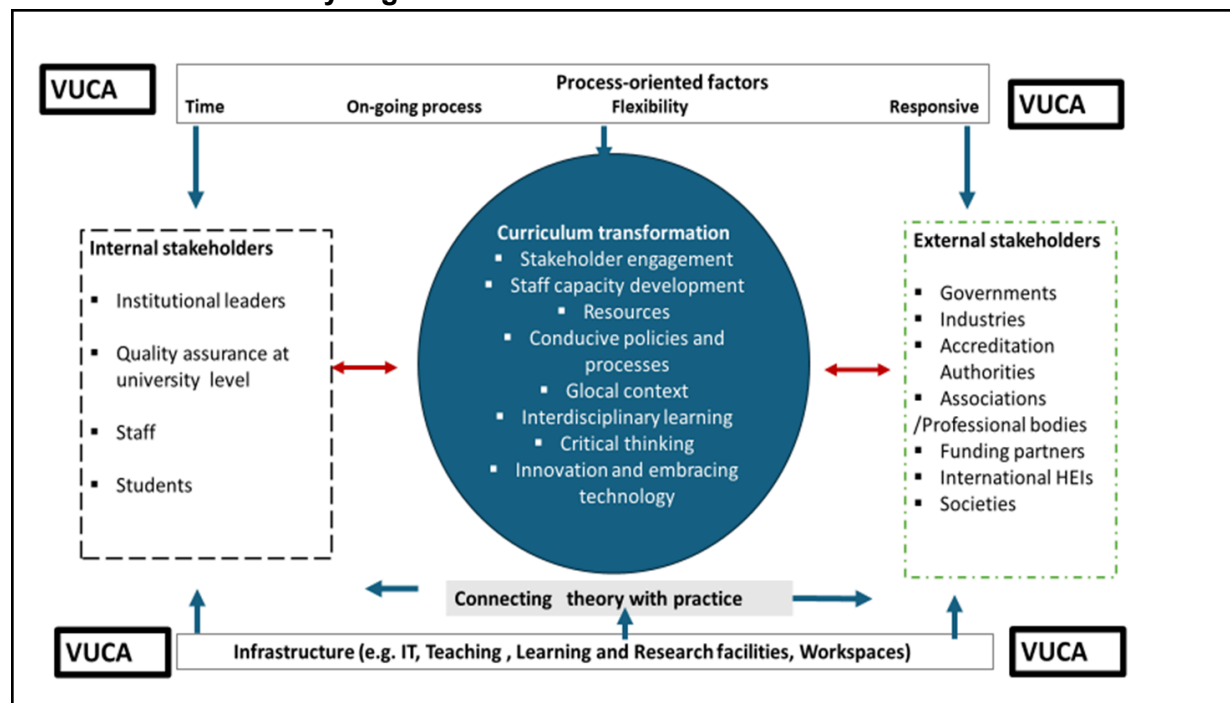 VUCA
Process-oriented factors
Time On-going process Flexibility Responsive
VUCA
Internal stakeholders
▪ Institutional leaders
▪ Quality assurance at
university level
▪ Staff
▪ Students
Curriculum transformation
▪ Stakeholder engagement
▪ Staff capacity development
▪ Resources
▪ Conducive policies and
processes
▪ Glocal context
▪ Interdisciplinary learning
▪ Critical thinking
▪ Innovation and embracing
technology
External stakeholders
▪ Governments
▪ Industries
▪ Accreditation
Authorities
▪ Associations
/Professional bodies
▪ Funding partners
▪ International HEIs
▪ Societies
Connecting theory with practice
VUCA
Infrastructure (e.g. IT, Teaching , Learning and Research facilities, Workspaces)
VUCA